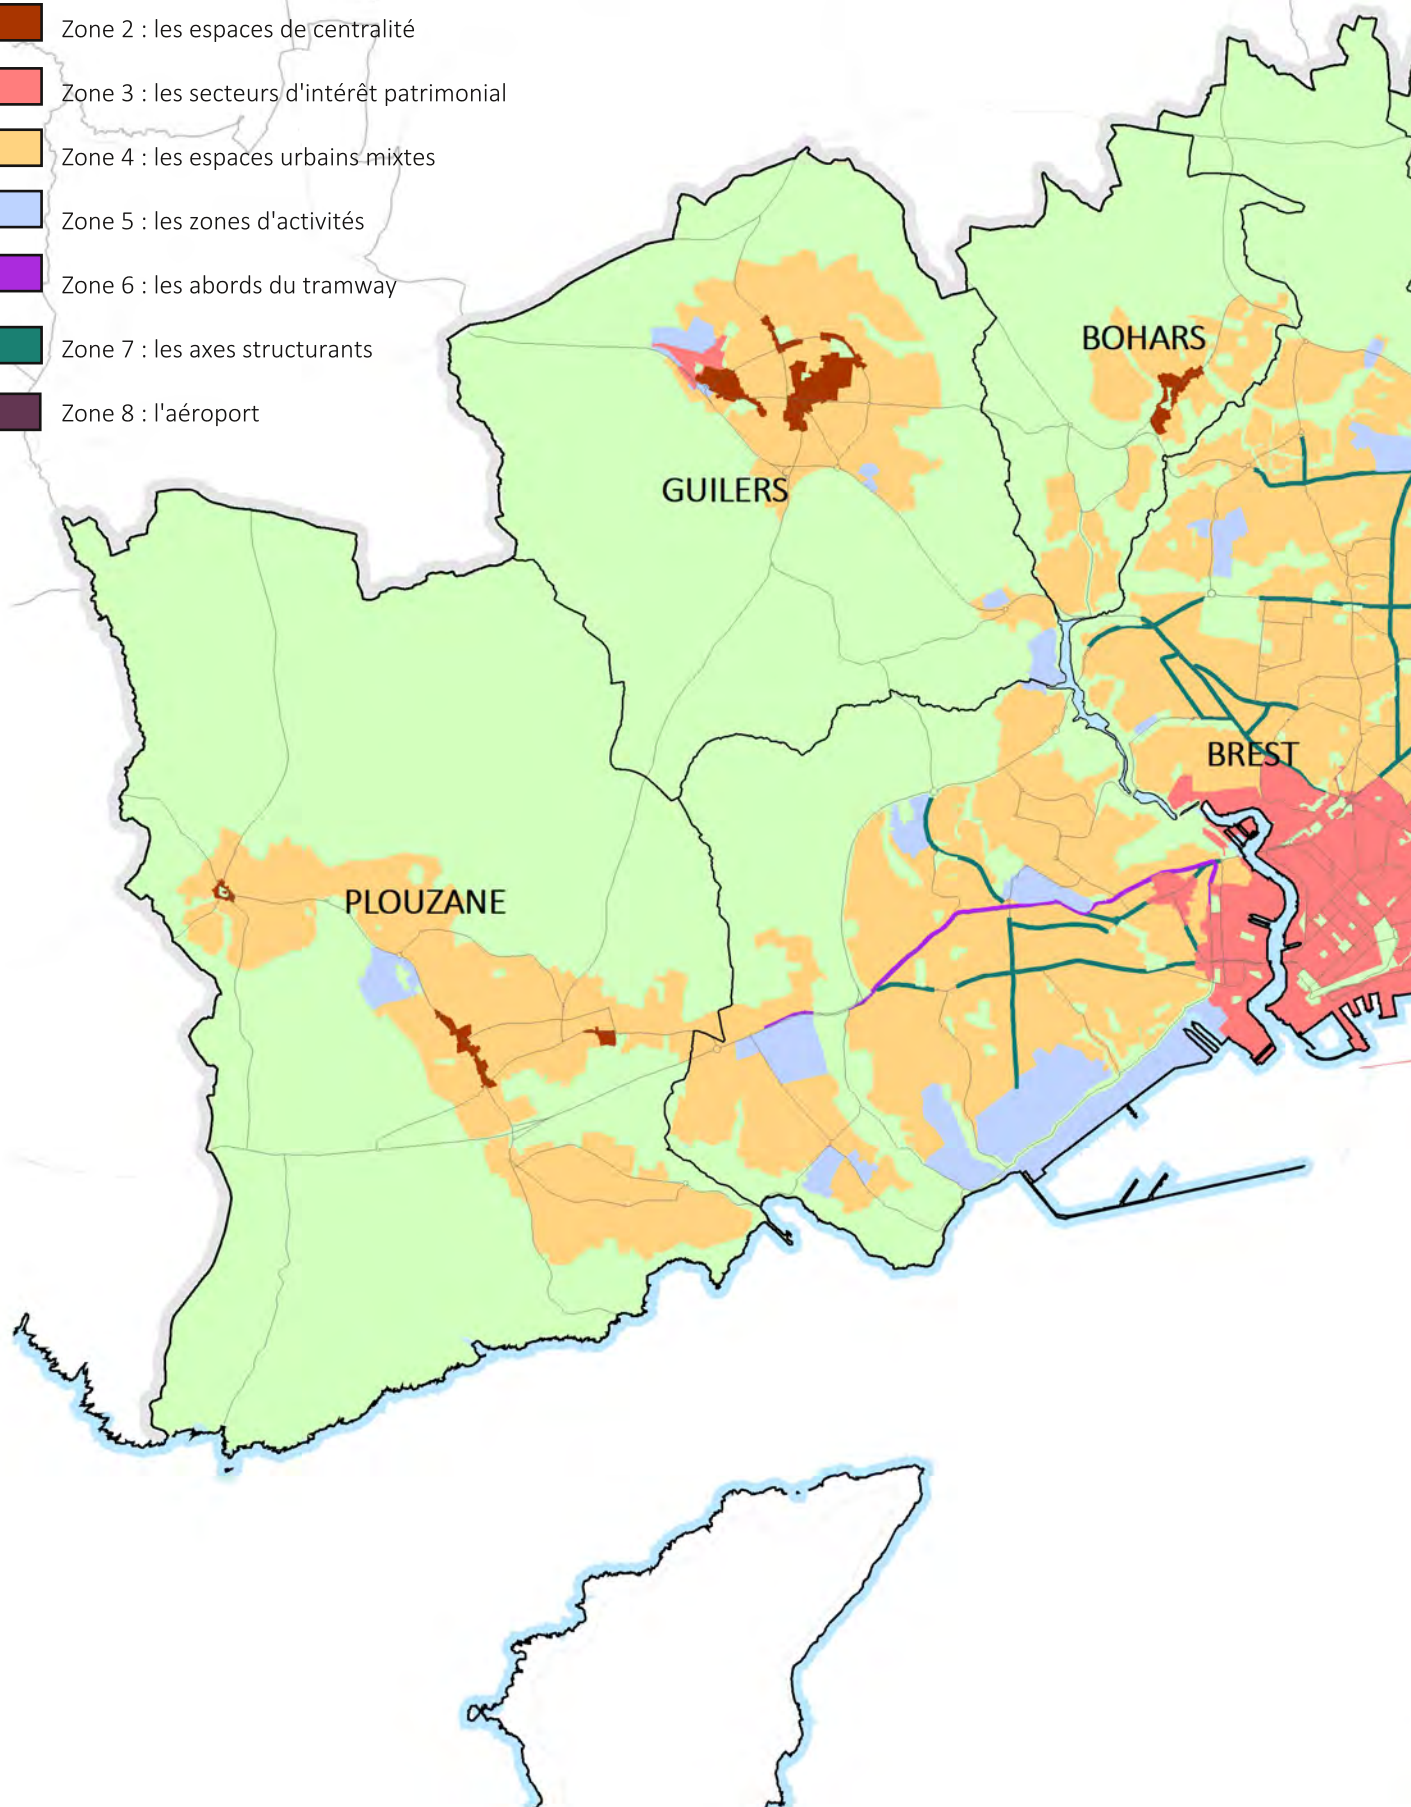 Zone 2 : les espaces de centralité
Zone 3 : les secteurs d'intérêt patrimonial
Zone 4 : les espaces urbains mixtes
Zone 5 : les zones d'activités
Zone 6 : les abords du tramway
Zone 7 : les axes structurants
Zone 8 : l'aéroport
BOHARS
GUILERS
BREST
PLOUZANE